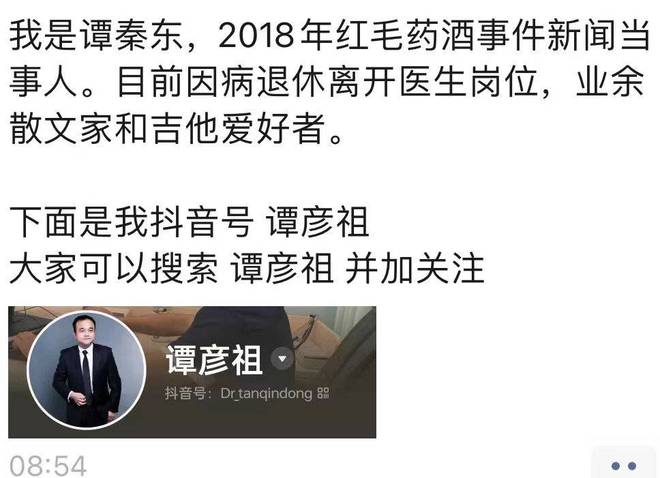 我是谭秦东，2018年红毛药酒事件新闻当
事人。目前因病退休离开医生岗位，业余
散文家和吉他爱好者。
下面是我抖音号 谭彦祖
大家可以搜索 谭彦祖 并加关注
谭彦祖
抖音号：Dr_tanqindong
08:54